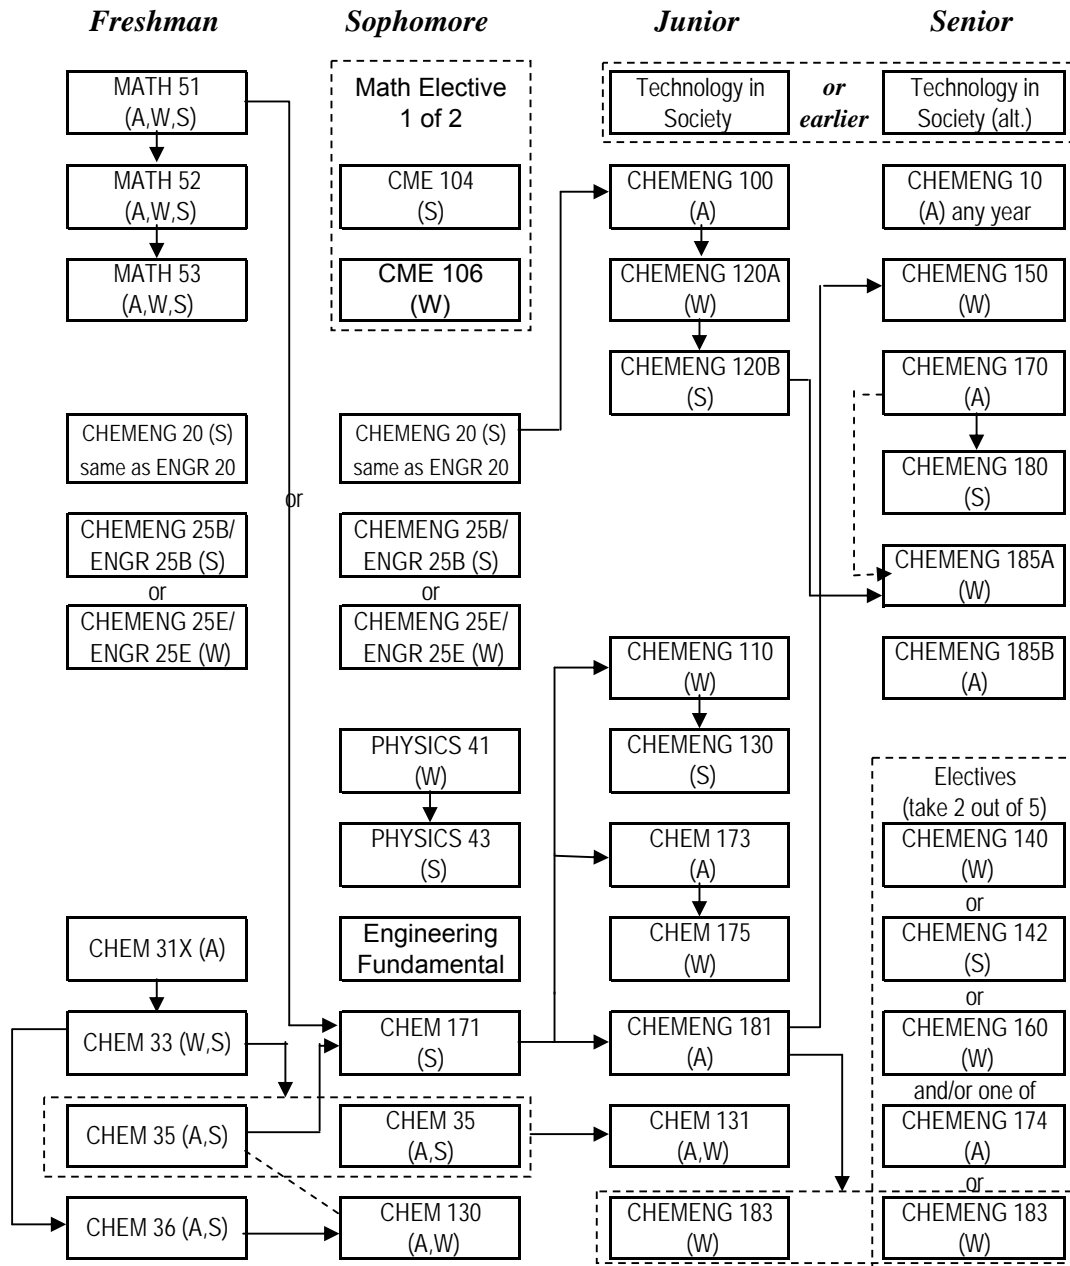 Freshman
Sophomore
Junior
Senior
MATH 51
(A,W,S)
MATH 52
(A,W,S)
MATH 53
(A,W,S)
CHEMENG 20 (S)
same as ENGR 20
or
CHEMENG 25B/
ENGR 25B (S)
or
CHEMENG 25E/
ENGR 25E (W)
CHEM 31X (A)
CHEM 33 (W,S)
CHEM 35 (A,S)
CHEM 36 (A,S)
Math Elective
1 of 2
CME 104
(S)
CME 106
(W)
CHEMENG 20 (S)
same as ENGR 20
CHEMENG 25B/
ENGR 25B (S)
or
CHEMENG 25E/
ENGR 25E (W)
PHYSICS 41
(W)
PHYSICS 43
(S)
Engineering
Fundamental
CHEM 171
(S)
CHEM 35
(A,S)
CHEM 130
(A,W)
Technology in
Society
or
earlier
CHEMENG 100
(A)
CHEMENG 120A
(W)
CHEMENG 120B
(S)
CHEMENG 110
(W)
CHEMENG 130
(S)
CHEM 173
(A)
CHEM 175
(W)
CHEMENG 181
(A)
CHEM 131
(A,W)
CHEMENG 183
(W)
Technology in
Society (alt.)
CHEMENG 10
(A) any year
CHEMENG 150
(W)
CHEMENG 170
(A)
CHEMENG 180
(S)
CHEMENG 185A
(W)
CHEMENG 185B
(A)
Electives
(take 2 out of 5)
CHEMENG 140
(W)
or
CHEMENG 142
(S)
or
CHEMENG 160
(W)
and/or one of
CHEMENG 174
(A)
or
CHEMENG 183
(W)